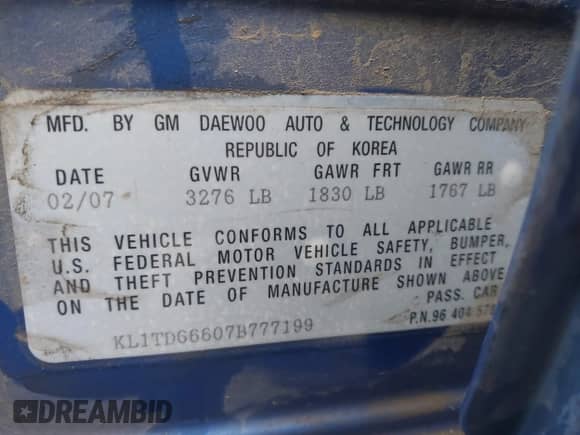 MFD. BY GM DAEWOO AUTO & TECHNOLOGY COMPANY
REPUBLIC OF KOREA
DATE GVWR GAWR FRT GAWR RR
02/07 3276 LB 1830 LB 1767 LB
THIS VEHICLE CONFORMS TO ALL APPLICABLE
U.S. FEDERAL MOTOR VEHICLE SAFETY, BUMPER,
AND THEFT PREVENTION STANDARDS IN EFFECT
ON THE DATE OF MANUFACTURE SHOWN ABOVE
PASS. CAR
KL1TD66607B777199
P.N.96 404
DREAMBID